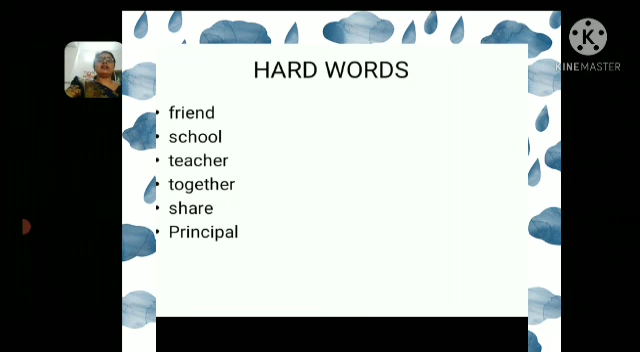 HARD WORDS
KINEMASTER
• friend
• school
• teacher
• together
• share
• Principal